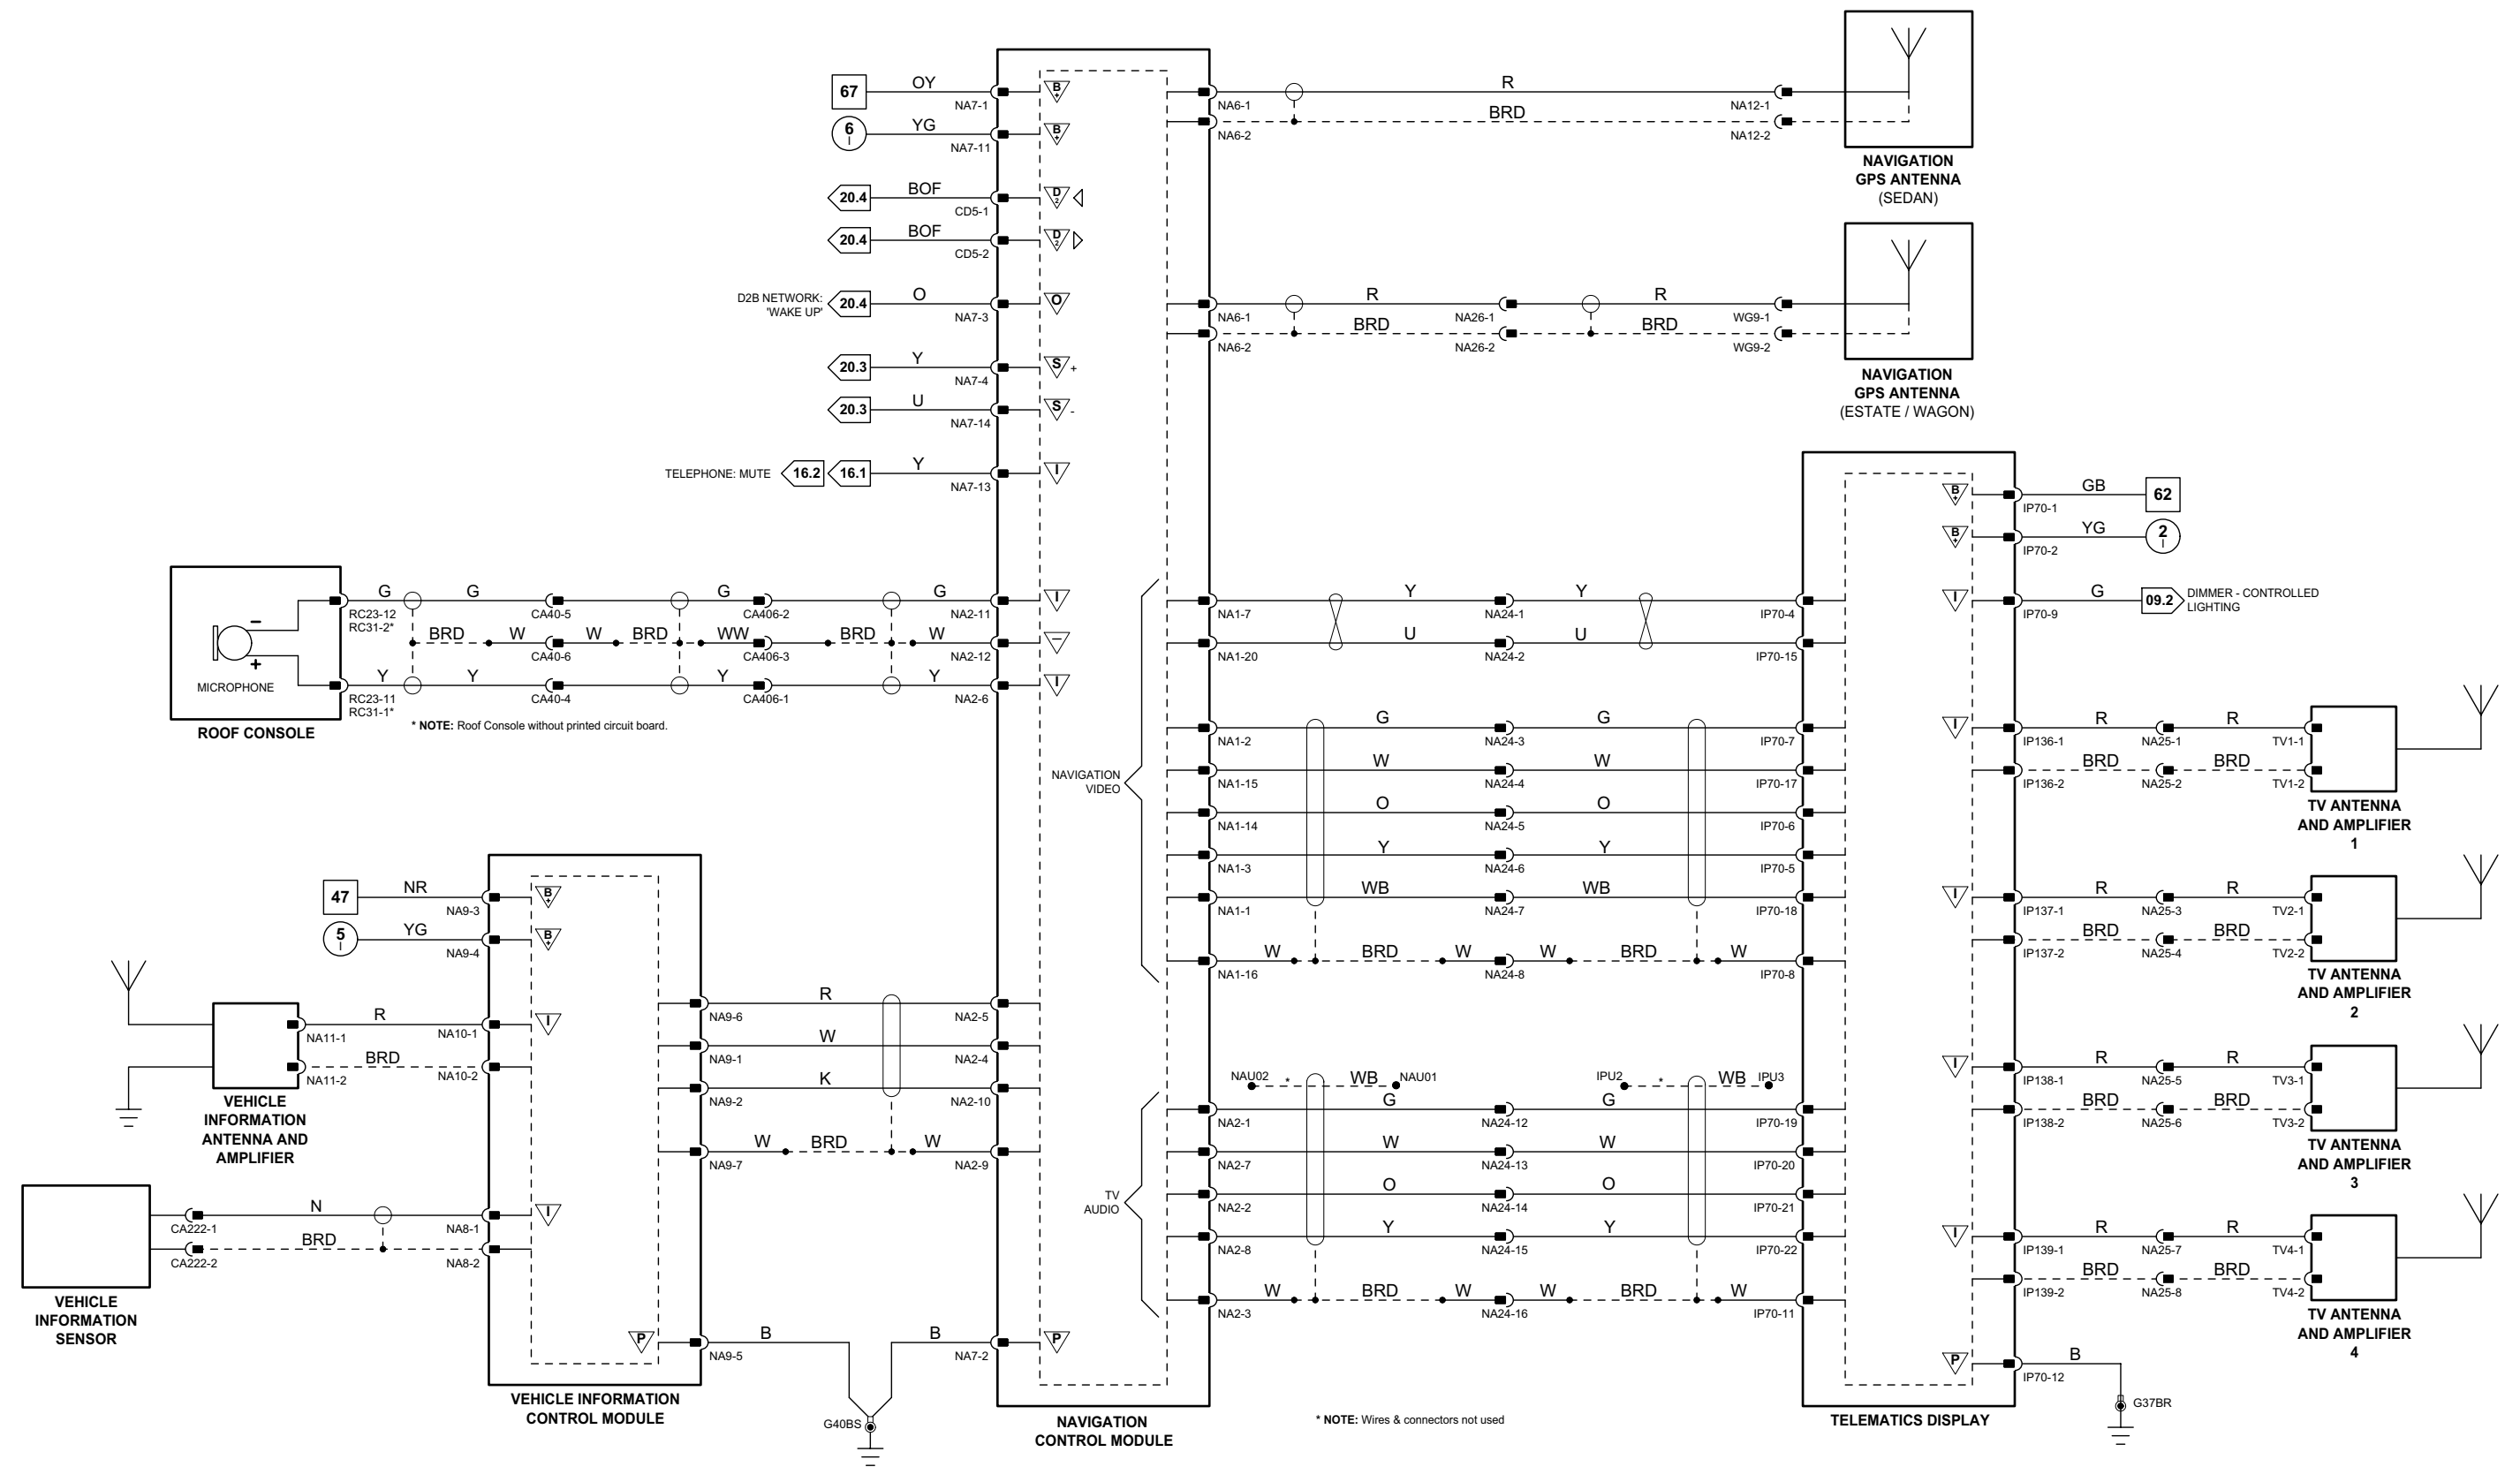 67
OY
NA7-1
B
+
6
I
YG
NA7-11
B
+
20.4
BOF
CD5-1
D
2
20.4
BOF
CD5-2
D
2
D2B NETWORK:
'WAKE UP'
20.4
O
NA7-3
O
20.3
Y
NA7-4
S
+
20.3
U
NA7-14
S
-
TELEPHONE: MUTE
16.2
16.1
Y
NA7-13
I
NA6-1
R
NA12-1
NA6-2
BRD
NA12-2
NAVIGATION
GPS ANTENNA
(SEDAN)
NA6-1
R
NA26-1
R
WG9-1
NA6-2
BRD
NA26-2
BRD
WG9-2
NAVIGATION
GPS ANTENNA
(ESTATE / WAGON)
–
+
MICROPHONE
ROOF CONSOLE
RC23-12
RC31-2*
G
G
CA40-5
G
CA406-2
G
NA2-11
I
BRD
W
CA40-6
W
BRD
WW
CA406-3
BRD
W
NA2-12
–
RC23-11
RC31-1*
Y
Y
CA40-4
Y
CA406-1
Y
NA2-6
I
* NOTE: Roof Console without printed circuit board.
NAVIGATION
VIDEO
NA1-7
Y
NA24-1
Y
IP70-4
NA1-20
U
NA24-2
U
IP70-15
NA1-2
G
NA24-3
G
IP70-7
NA1-15
W
NA24-4
W
IP70-17
NA1-14
O
NA24-5
O
IP70-6
NA1-3
Y
NA24-6
Y
IP70-5
NA1-1
WB
NA24-7
WB
IP70-18
NA1-16
W
BRD
W
NA24-8
W
BRD
W
IP70-8
B
+
IP70-1
GB
62
B
+
IP70-2
YG
2
I
I
IP70-9
G
09.2
DIMMER - CONTROLLED
LIGHTING
I
IP136-1
R
NA25-1
R
TV1-1
IP136-2
BRD
NA25-2
BRD
TV1-2
TV ANTENNA
AND AMPLIFIER
1
I
IP137-1
R
NA25-3
R
TV2-1
IP137-2
BRD
NA25-4
BRD
TV2-2
TV ANTENNA
AND AMPLIFIER
2
I
IP138-1
R
NA25-5
R
TV3-1
IP138-2
BRD
NA25-6
BRD
TV3-2
TV ANTENNA
AND AMPLIFIER
3
I
IP139-1
R
NA25-7
R
TV4-1
IP139-2
BRD
NA25-8
BRD
TV4-2
TV ANTENNA
AND AMPLIFIER
4
P
IP70-12
B
G37BR
TELEMATICS DISPLAY
47
NR
NA9-3
B
+
5
I
YG
NA9-4
B
+
NA11-1
R
NA10-1
I
NA11-2
BRD
NA10-2
VEHICLE
INFORMATION
ANTENNA AND
AMPLIFIER
CA222-1
N
NA8-1
I
CA222-2
BRD
NA8-2
VEHICLE
INFORMATION
SENSOR
NA9-6
R
NA2-5
NA9-1
W
NA2-4
NA9-2
K
NA2-10
NA9-7
W
BRD
W
NA2-9
P
NA9-5
B
B
NA7-2
P
G40BS
VEHICLE INFORMATION
CONTROL MODULE
NAVIGATION
CONTROL MODULE
TV
AUDIO
NAU02
*
WB
NAU01
IPU2
*
WB
IPU3
NA2-1
G
NA24-12
G
IP70-19
NA2-7
W
NA24-13
W
IP70-20
NA2-2
O
NA24-14
O
IP70-21
NA2-8
Y
NA24-15
Y
IP70-22
NA2-3
W
BRD
W
NA24-16
W
BRD
W
IP70-11
* NOTE: Wires & connectors not used